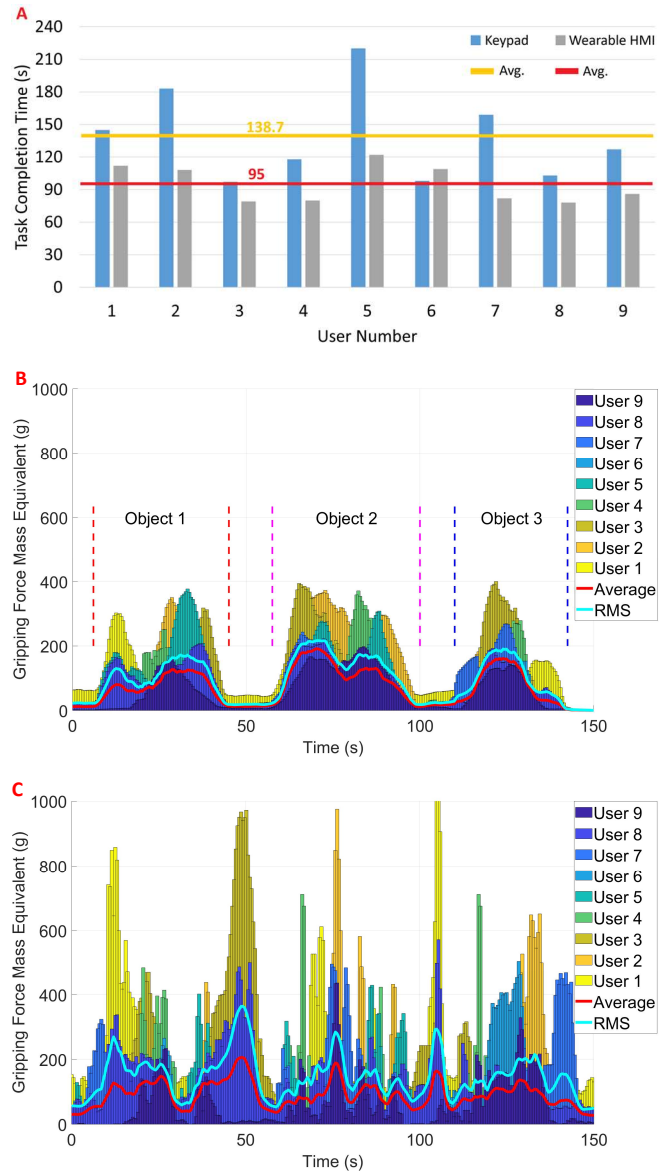 A
Task Completion Time (s)
240
210
180
150
120
90
60
30
0
Keypad
Wearable HMI
Avg.
Avg.
138.7
95
1 2 3 4 5 6 7 8 9
User Number
B
Gripping Force Mass Equivalent (g)
1000
800
600
400
200
0
Object 1
Object 2
Object 3
User 9
User 8
User 7
User 6
User 5
User 4
User 3
User 2
User 1
Average
RMS
0 50 100 150
Time (s)
C
Gripping Force Mass Equivalent (g)
1000
800
600
400
200
0
User 9
User 8
User 7
User 6
User 5
User 4
User 3
User 2
User 1
Average
RMS
0 50 100 150
Time (s)